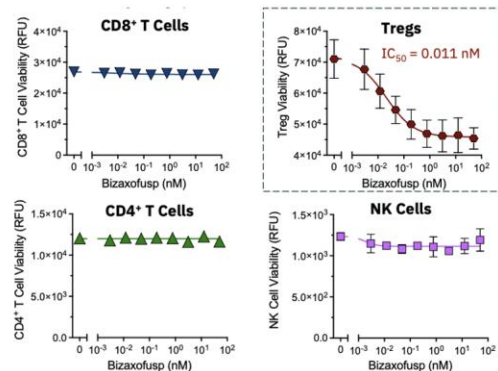 CD8⁺ T Cells
CD8⁺ T Cell Viability (RFU)
4×10⁴
3×10⁴
2×10⁴
1×10⁴
0
0 10⁻³ 10⁻² 10⁻¹ 10⁰ 10¹ 10²
Bizaxofusp (nM)
Tregs
IC₅₀ = 0.011 nM
Treg Viability (RFU)
8×10⁴
7×10⁴
6×10⁴
5×10⁴
4×10⁴
0 10⁻³ 10⁻² 10⁻¹ 10⁰ 10¹ 10²
Bizaxofusp (nM)
CD4⁺ T Cells
CD4⁺ T Cell Viability (RFU)
1.5×10⁴
1.0×10⁴
5.0×10³
0.0
0 10⁻³ 10⁻² 10⁻¹ 10⁰ 10¹ 10²
Bizaxofusp (nM)
NK Cells
NK Cell Viability (RFU)
1.5×10³
1.0×10³
5.0×10²
0.0
0 10⁻³ 10⁻² 10⁻¹ 10⁰ 10¹ 10²
Bizaxofusp (nM)